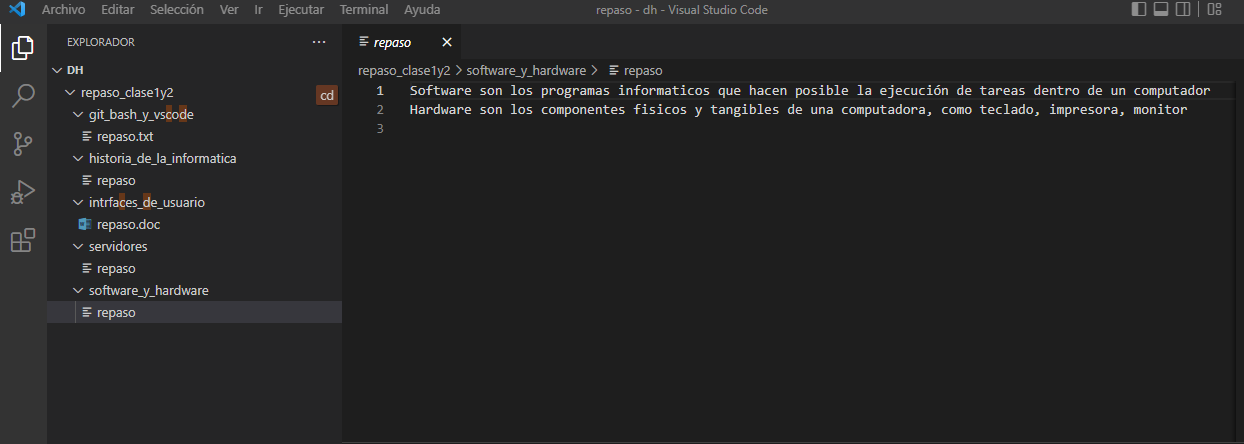 Archivo Editar Selección Ver Ir Ejecutar Terminal Ayuda repaso - dh - Visual Studio Code
EXPLORADOR
DH
repaso_clase1y2
cd
git_bash_y_vscode
repaso.txt
historia_de_la_informatica
repaso
intrfaces_de_usuario
repaso.doc
servidores
repaso
software_y_hardware
repaso
repaso
repaso_clase1y2 > software_y_hardware > repaso
1 Software son los programas informaticos que hacen posible la ejecución de tareas dentro de un computador
2 Hardware son los componentes fisicos y tangibles de una computadora, como teclado, impresora, monitor
3